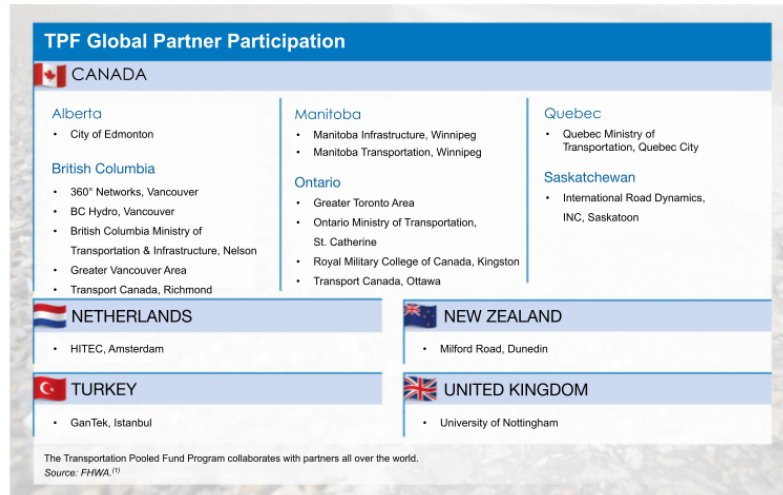 TPF Global Partner Participation
CANADA
Alberta
• City of Edmonton
British Columbia
• 360° Networks, Vancouver
• BC Hydro, Vancouver
• British Columbia Ministry of
Transportation & Infrastructure, Nelson
• Greater Vancouver Area
• Transport Canada, Richmond
Manitoba
• Manitoba Infrastructure, Winnipeg
• Manitoba Transportation, Winnipeg
Ontario
• Greater Toronto Area
• Ontario Ministry of Transportation,
St. Catherine
• Royal Military College of Canada, Kingston
• Transport Canada, Ottawa
Quebec
• Quebec Ministry of
Transportation, Quebec City
Saskatchewan
• International Road Dynamics,
INC, Saskatoon
NETHERLANDS
• HITEC, Amsterdam
NEW ZEALAND
• Milford Road, Dunedin
TURKEY
• GanTek, Istanbul
UNITED KINGDOM
• University of Nottingham
The Transportation Pooled Fund Program collaborates with partners all over the world.
Source: FHWA.(1)